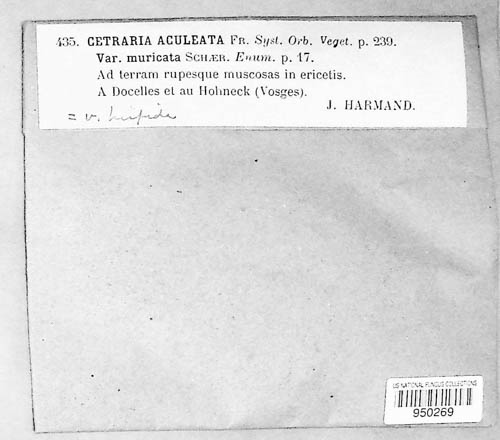 435. CETRARIA ACULEATA FR. Syst. Orb. Veget. p. 239.
Var. muricata SCHÆR. Enum. p. 17.
Ad terram rupesque muscosas in ericetis.
A Docelles et au Hohneck (Vosges).
J. HARMAND.
= v. hispida
US NATIONAL FUNGUS COLLECTIONS
950269